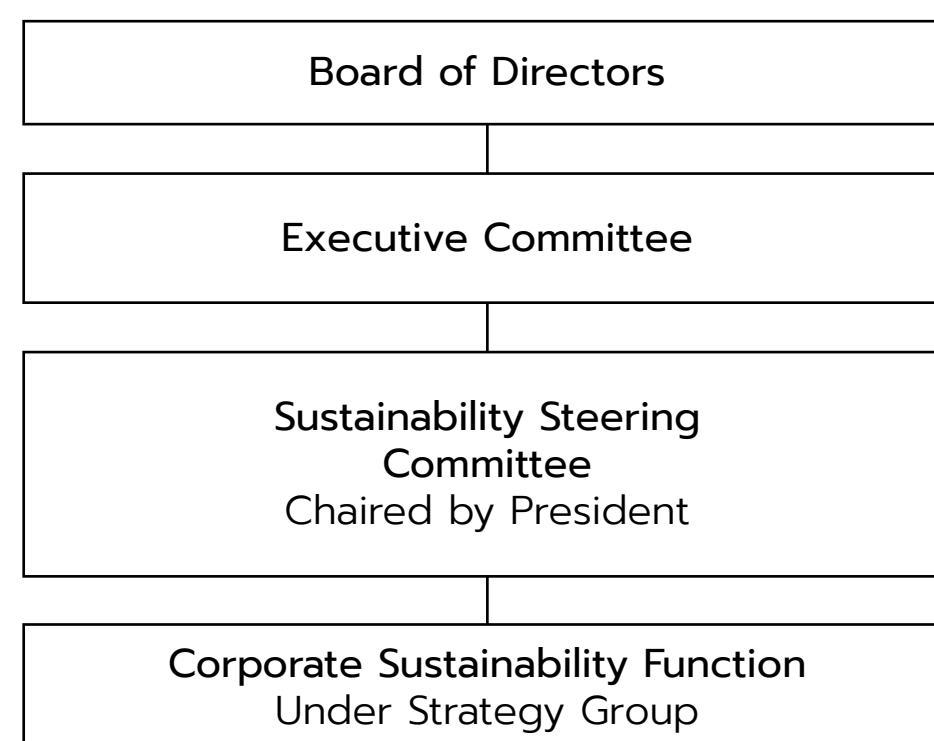 Board of Directors
Executive Committee
Sustainability Steering
Committee
Chaired by President
Corporate Sustainability Function
Under Strategy Group